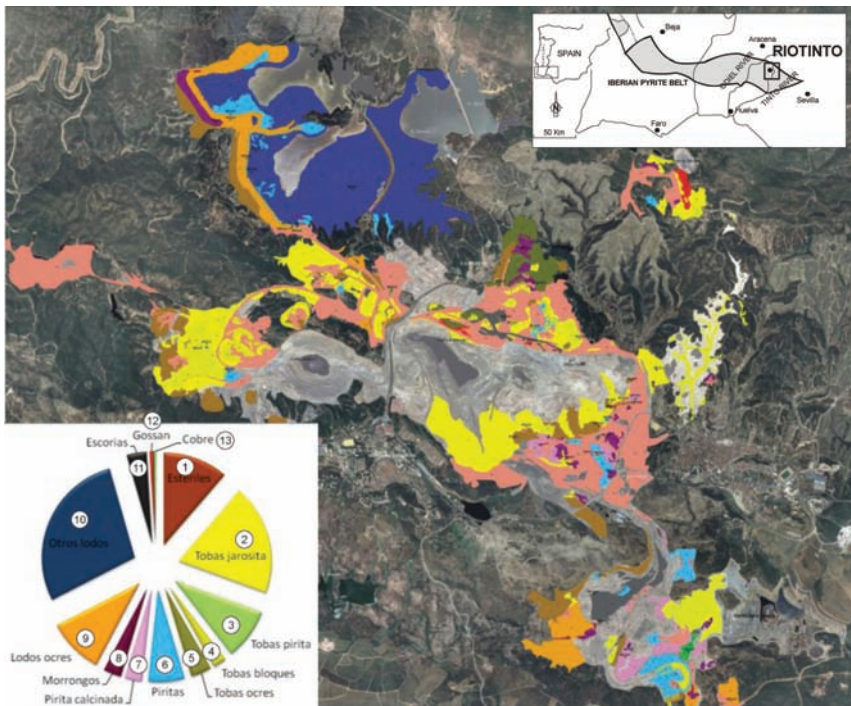 Beja
Aracena
SPAIN
RIOTINTO
ODIEL RIVER
IBERIAN PYRITE BELT
TINTO RIVER
Sevilla
N
Huelva
Faro
50 Km
12
Gossan
Cobre 13
Escorias
11
1
Esteriles
10
Otros lodos
2
Tobas jarosita
3
Tobas pirita
9
Lodos ocres
8
Morrongos
7
Pirita calcinada
6
Piritas
5
4
Tobas bloques
Tobas ocres